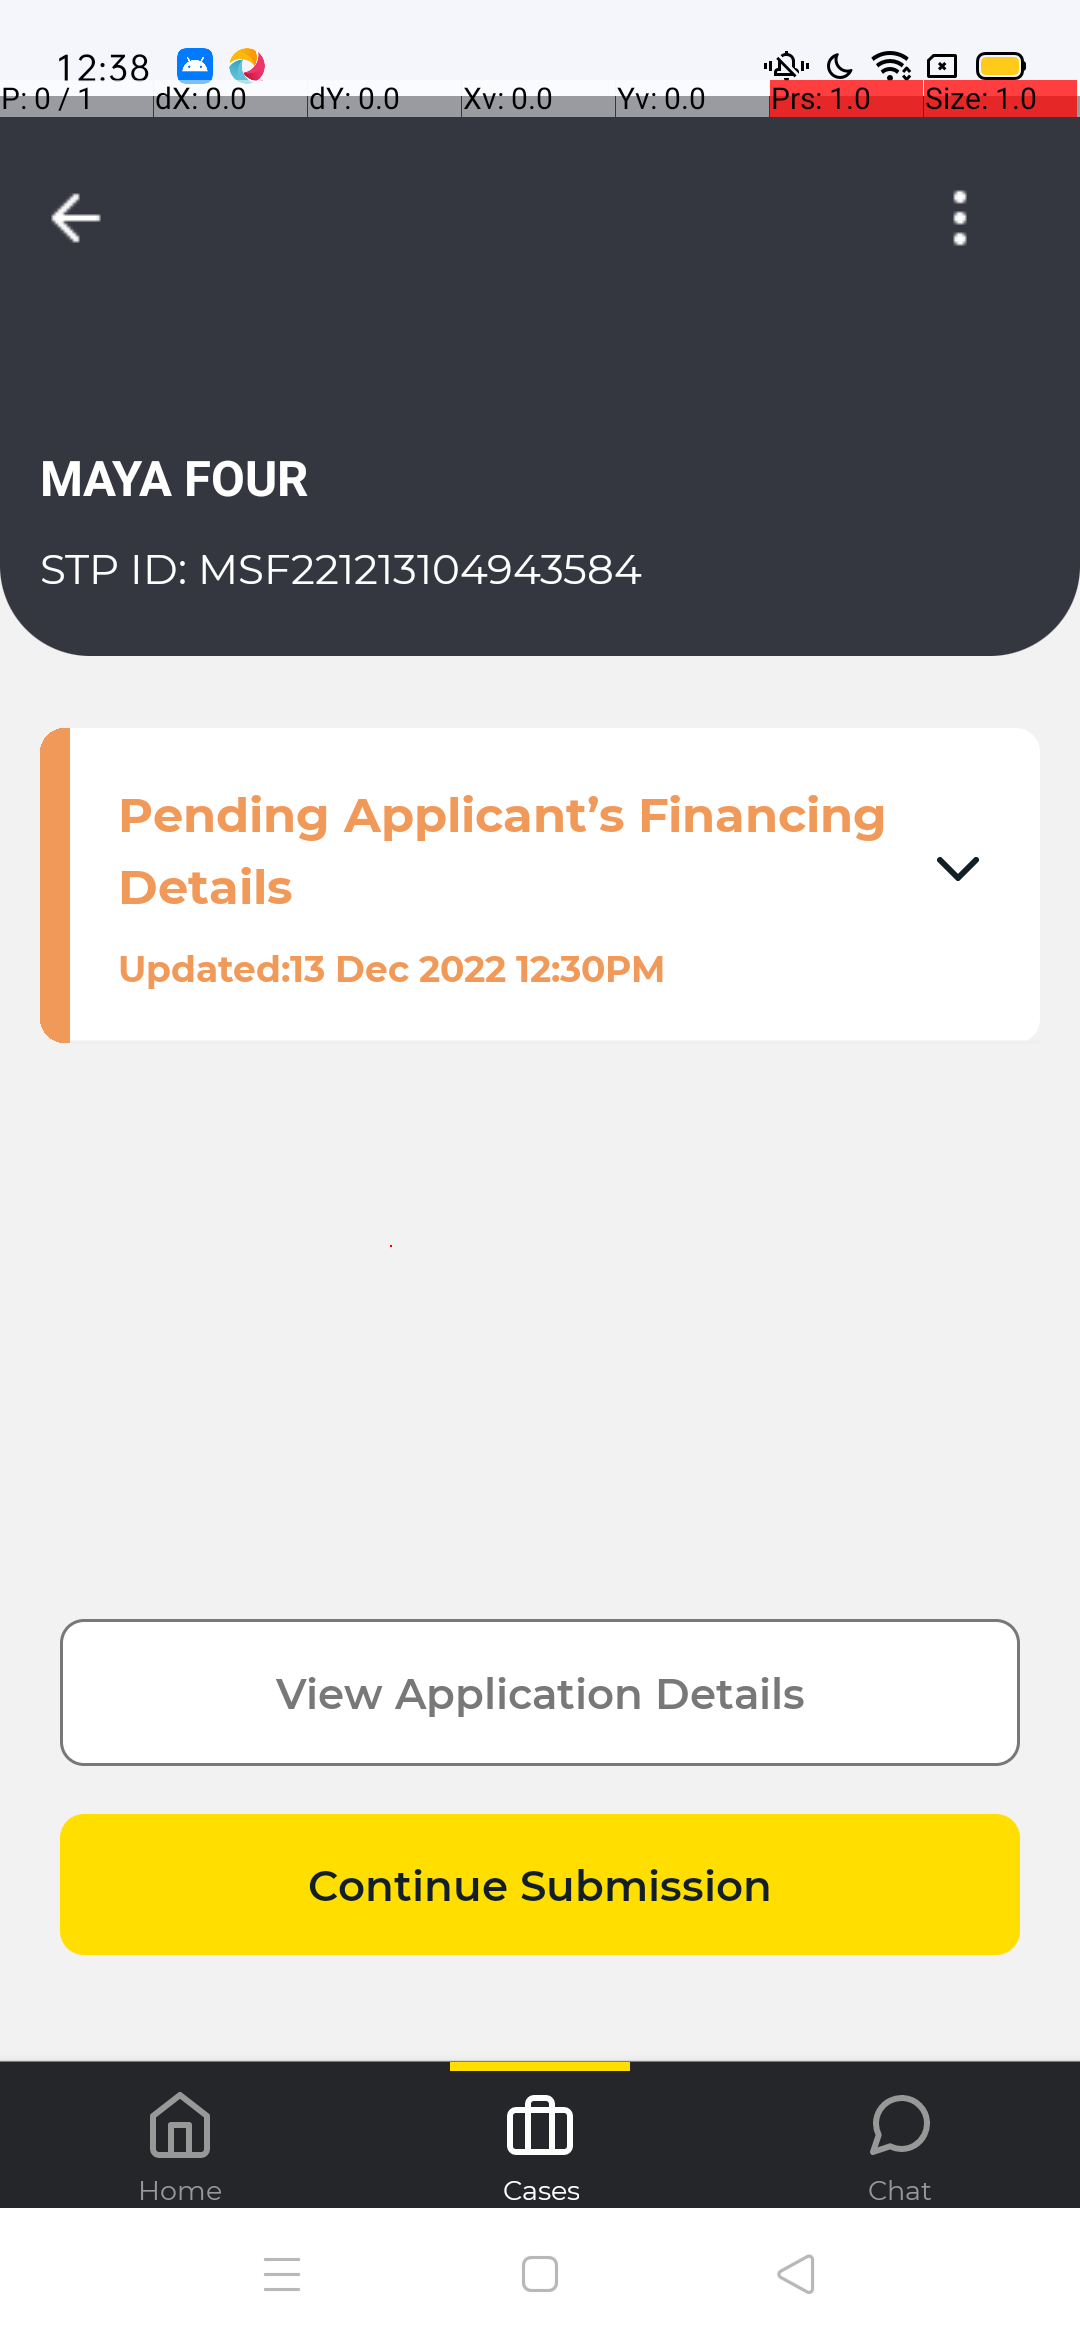 12:38
P: 0 / 1 dX: 0.0 dY: 0.0 Xv: 0.0 Yv: 0.0 Prs: 1.0 Size: 1.0
MAYA FOUR
STP ID: MSF221213104943584
Pending Applicant’s Financing
Details
Updated:13 Dec 2022 12:30PM
View Application Details
Continue Submission
Home Cases Chat